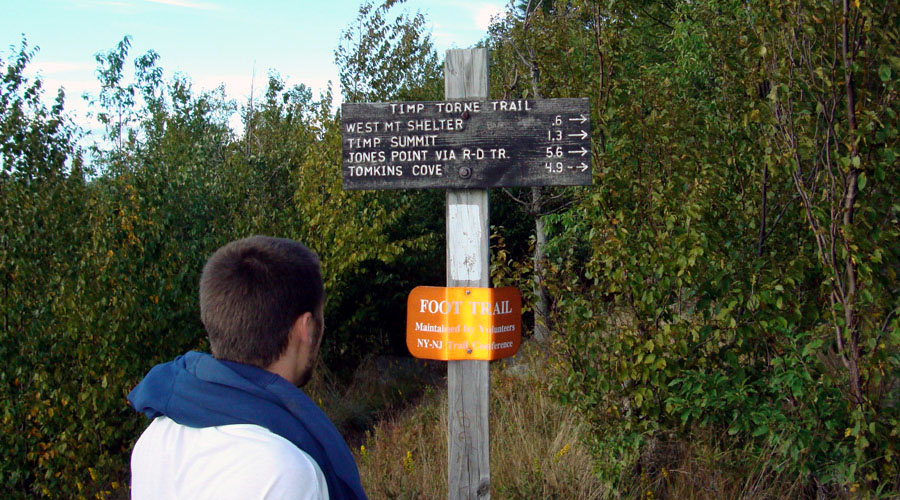 TIMP TORNE TRAIL
WEST MT SHELTER .6 →
TIMP SUMMIT 1.3 →
JONES POINT VIA R-D TR. 5.6 →
TOMKINS COVE 4.9 →
FOOT TRAIL
Maintained by Volunteers
NY-NJ Trail Conference